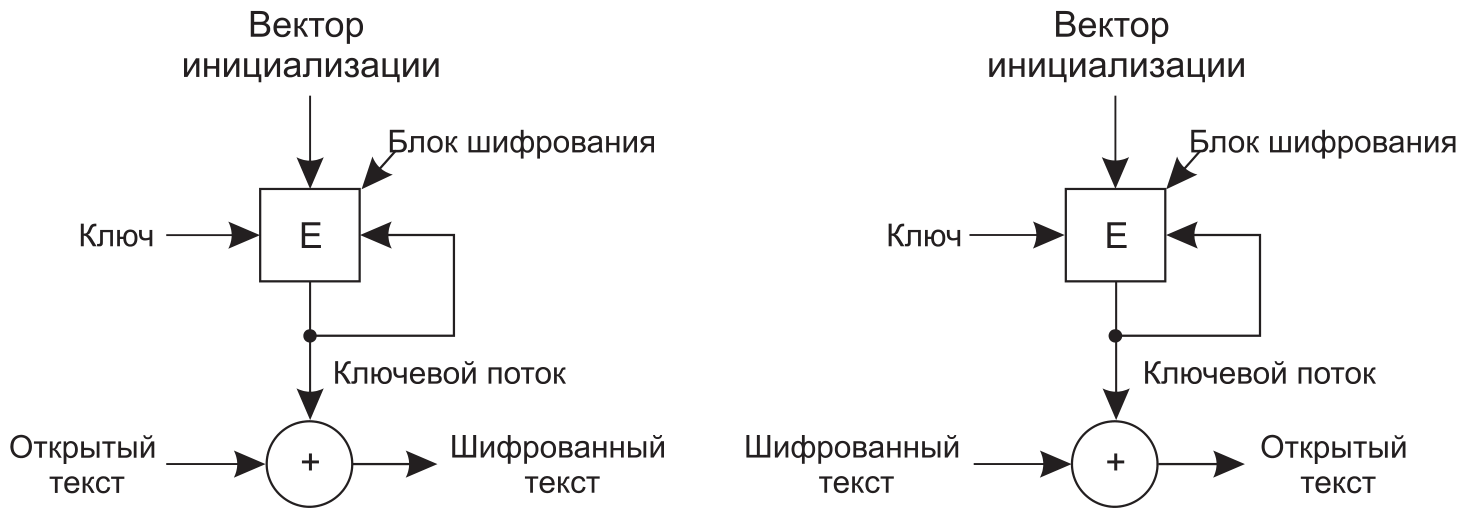 Вектор
инициализации
Блок шифрования
Ключ
E
Ключевой поток
Открытый
текст
+
Шифрованный
текст
Вектор
инициализации
Блок шифрования
Ключ
E
Ключевой поток
Шифрованный
текст
+
Открытый
текст